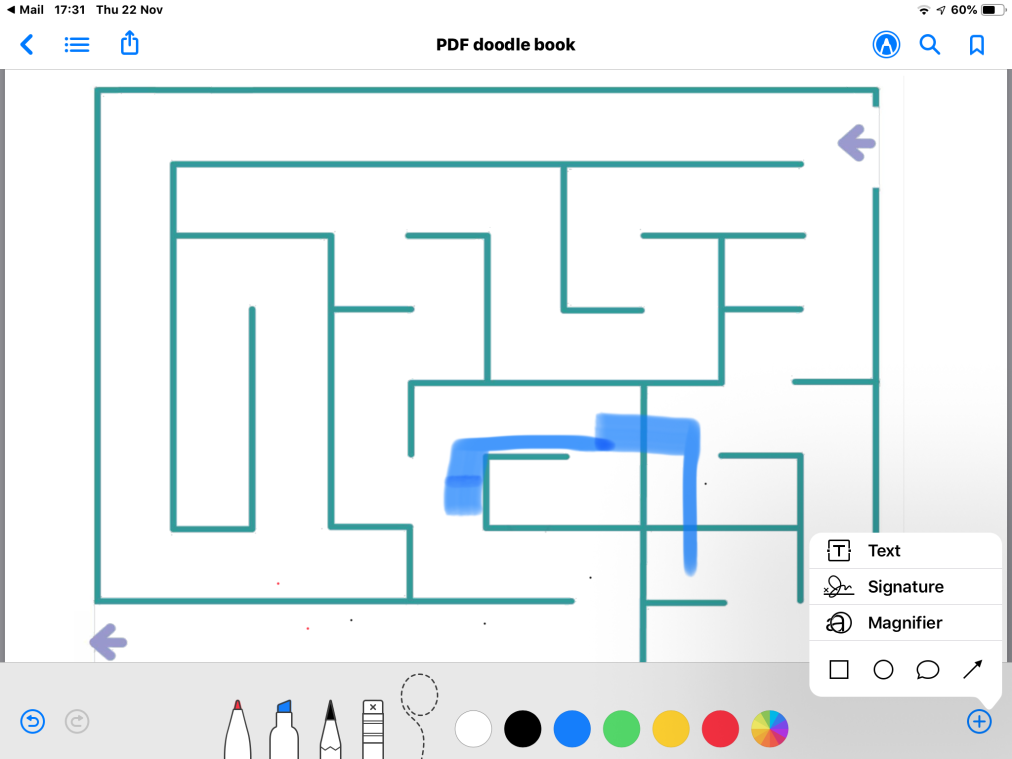 Mail 17:31 Thu 22 Nov 60%
PDF doodle book
Text
Signature
Magnifier